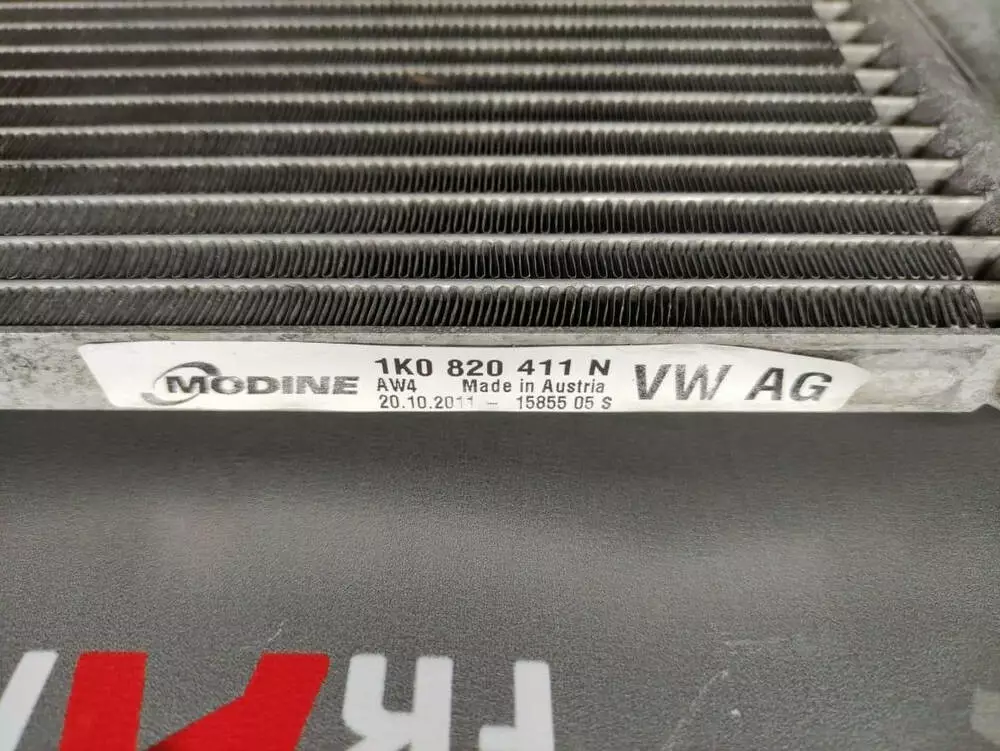 MODINE
1K0 820 411 N
AW4 Made in Austria
20.10.2011 - 15855 05 S
VW AG